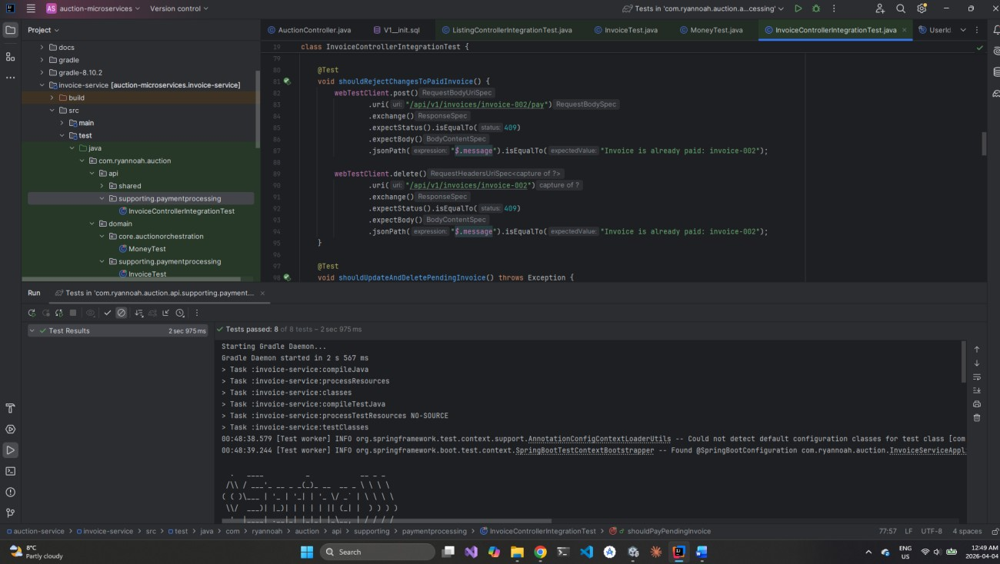 AS auction-microservices Version control Tests in 'com.ryannoah.auction.a...cessing'
Project AuctionController.java V1__init.sql ListingControllerIntegrationTest.java InvoiceTest.java MoneyTest.java InvoiceControllerIntegrationTest.java UserId
docs
gradle
gradle-8.10.2
invoice-service [auction-microservices.invoice-service]
build
src
main
test
java
com.ryannoah.auction
api
shared
supporting.paymentprocessing
InvoiceControllerIntegrationTest
domain
core.auctionorchestration
MoneyTest
supporting.paymentprocessing
InvoiceTest
19 class InvoiceControllerIntegrationTest {
79
80 @Test
81 void shouldRejectChangesToPaidInvoice() {
82 webTestClient.post() RequestBodyUriSpec
83 .uri( uri: "/api/v1/invoices/invoice-002/pay") RequestBodySpec
84 .exchange() ResponseSpec
85 .expectStatus().isEqualTo( status: 409)
86 .expectBody() BodyContentSpec
87 .jsonPath( expression: "$.message").isEqualTo( expectedValue: "Invoice is already paid: invoice-002");
88
89 webTestClient.delete() RequestHeadersUriSpec<capture of ?>
90 .uri( uri: "/api/v1/invoices/invoice-002") capture of ?
91 .exchange() ResponseSpec
92 .expectStatus().isEqualTo( status: 409)
93 .expectBody() BodyContentSpec
94 .jsonPath( expression: "$.message").isEqualTo( expectedValue: "Invoice is already paid: invoice-002");
95 }
96
97 @Test
98 void shouldUpdateAndDeletePendingInvoice() throws Exception {
Run Tests in 'com.ryannoah.auction.api.supporting.payment...
Test Results 2 sec 975 ms
Tests passed: 8 of 8 tests – 2 sec 975 ms
Starting Gradle Daemon...
Gradle Daemon started in 2 s 567 ms
> Task :invoice-service:compileJava
> Task :invoice-service:processResources
> Task :invoice-service:classes
> Task :invoice-service:compileTestJava
> Task :invoice-service:processTestResources NO-SOURCE
> Task :invoice-service:testClasses
00:48:38.579 [Test worker] INFO org.springframework.test.context.support.AnnotationConfigContextLoaderUtils -- Could not detect default configuration classes for test class [com
00:48:39.244 [Test worker] INFO org.springframework.boot.test.context.SpringBootTestContextBootstrapper -- Found @SpringBootConfiguration com.ryannoah.auction.InvoiceServiceAppl
auction-service > invoice-service > src > test > java > com > ryannoah > auction > api > supporting > paymentprocessing > InvoiceControllerIntegrationTest > shouldPayPendingInvoice 77:57 LF UTF-8 4 spaces
8°C
Partly cloudy
Search
ENG
US
12:49 AM
2026-04-04